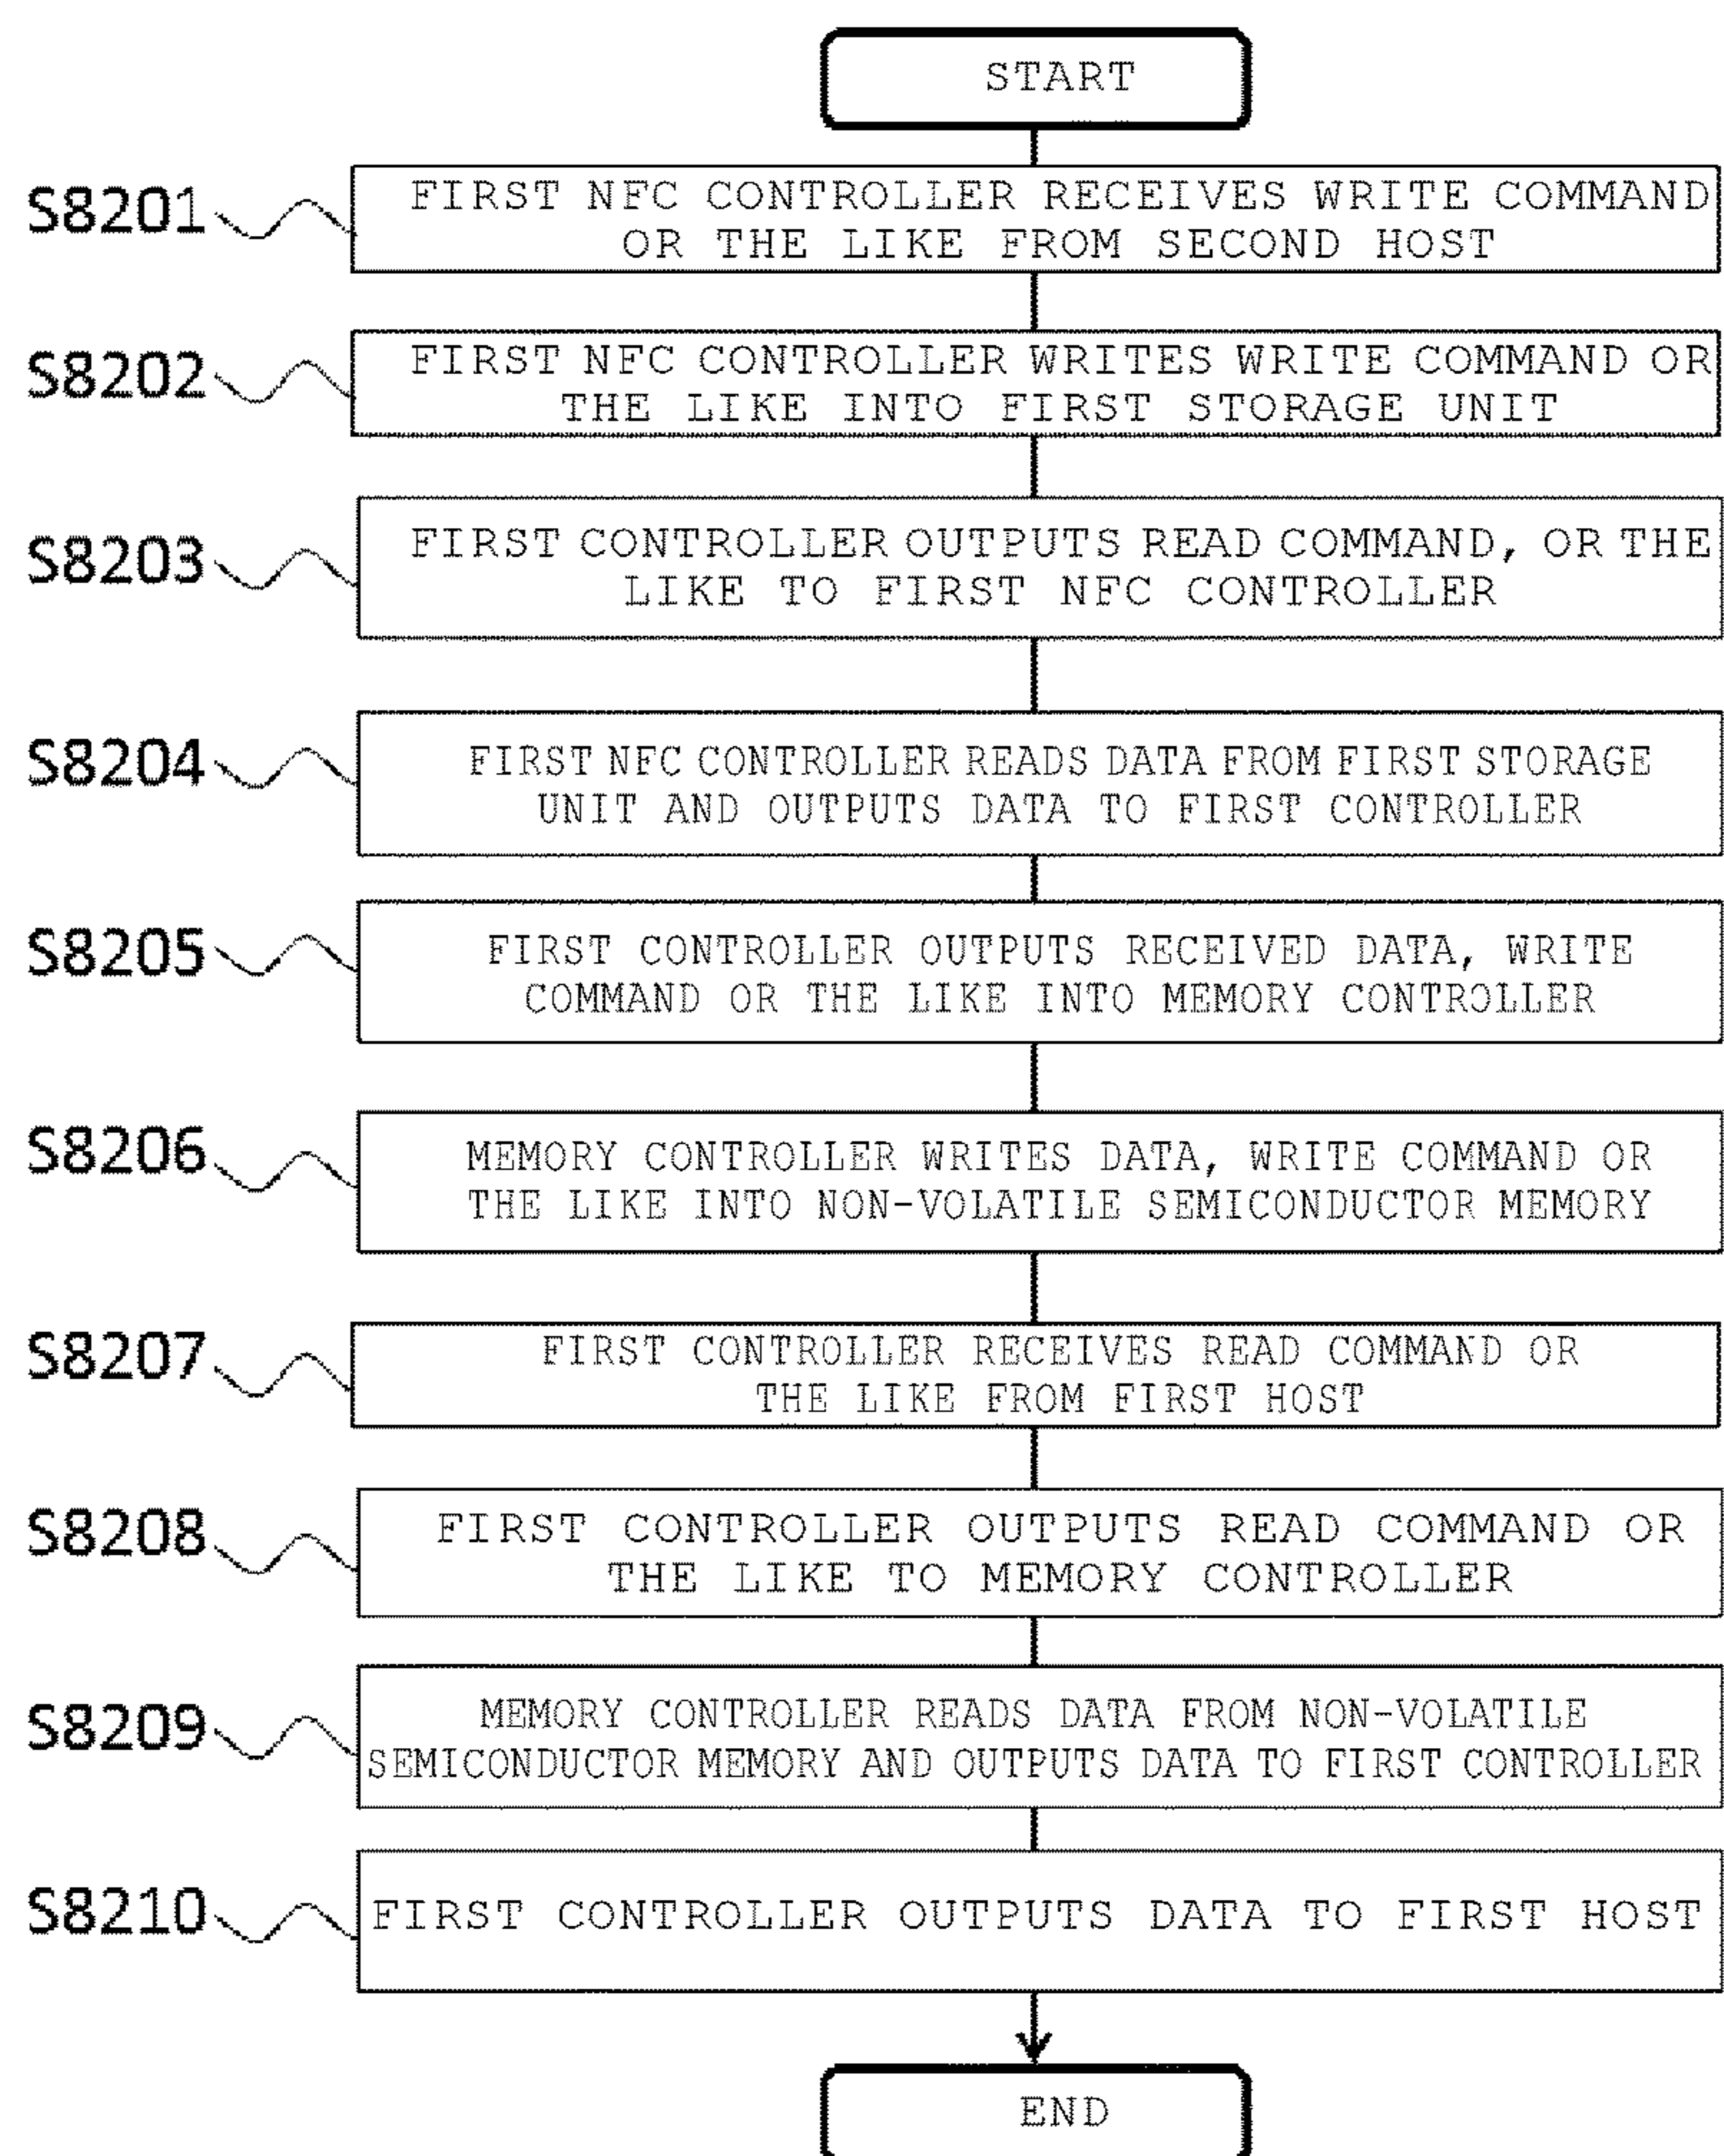 START
S8201
FIRST NFC CONTROLLER RECEIVES WRITE COMMAND
OR THE LIKE FROM SECOND HOST
S8202
FIRST NFC CONTROLLER WRITES WRITE COMMAND OR
THE LIKE INTO FIRST STORAGE UNIT
S8203
FIRST CONTROLLER OUTPUTS READ COMMAND, OR THE
LIKE TO FIRST NFC CONTROLLER
S8204
FIRST NFC CONTROLLER READS DATA FROM FIRST STORAGE
UNIT AND OUTPUTS DATA TO FIRST CONTROLLER
S8205
FIRST CONTROLLER OUTPUTS RECEIVED DATA, WRITE
COMMAND OR THE LIKE INTO MEMORY CONTROLLER
S8206
MEMORY CONTROLLER WRITES DATA, WRITE COMMAND OR
THE LIKE INTO NON-VOLATILE SEMICONDUCTOR MEMORY
S8207
FIRST CONTROLLER RECEIVES READ COMMAND OR
THE LIKE FROM FIRST HOST
S8208
FIRST CONTROLLER OUTPUTS READ COMMAND OR
THE LIKE TO MEMORY CONTROLLER
S8209
MEMORY CONTROLLER READS DATA FROM NON-VOLATILE
SEMICONDUCTOR MEMORY AND OUTPUTS DATA TO FIRST CONTROLLER
S8210
FIRST CONTROLLER OUTPUTS DATA TO FIRST HOST
END